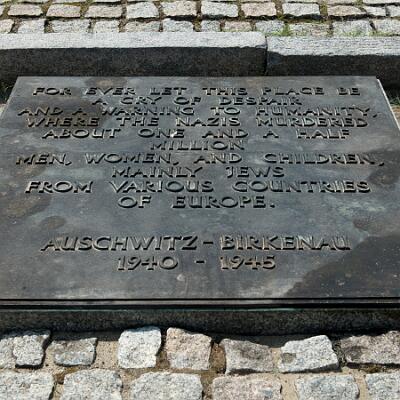 FOR EVER LET THIS PLACE BE
A CRY OF DESPAIR
AND A WARNING TO HUMANITY,
WHERE THE NAZIS MURDERED
ABOUT ONE AND A HALF
MILLION
MEN, WOMEN, AND CHILDREN,
MAINLY JEWS
FROM VARIOUS COUNTRIES
OF EUROPE.
AUSCHWITZ - BIRKENAU
1940 - 1945